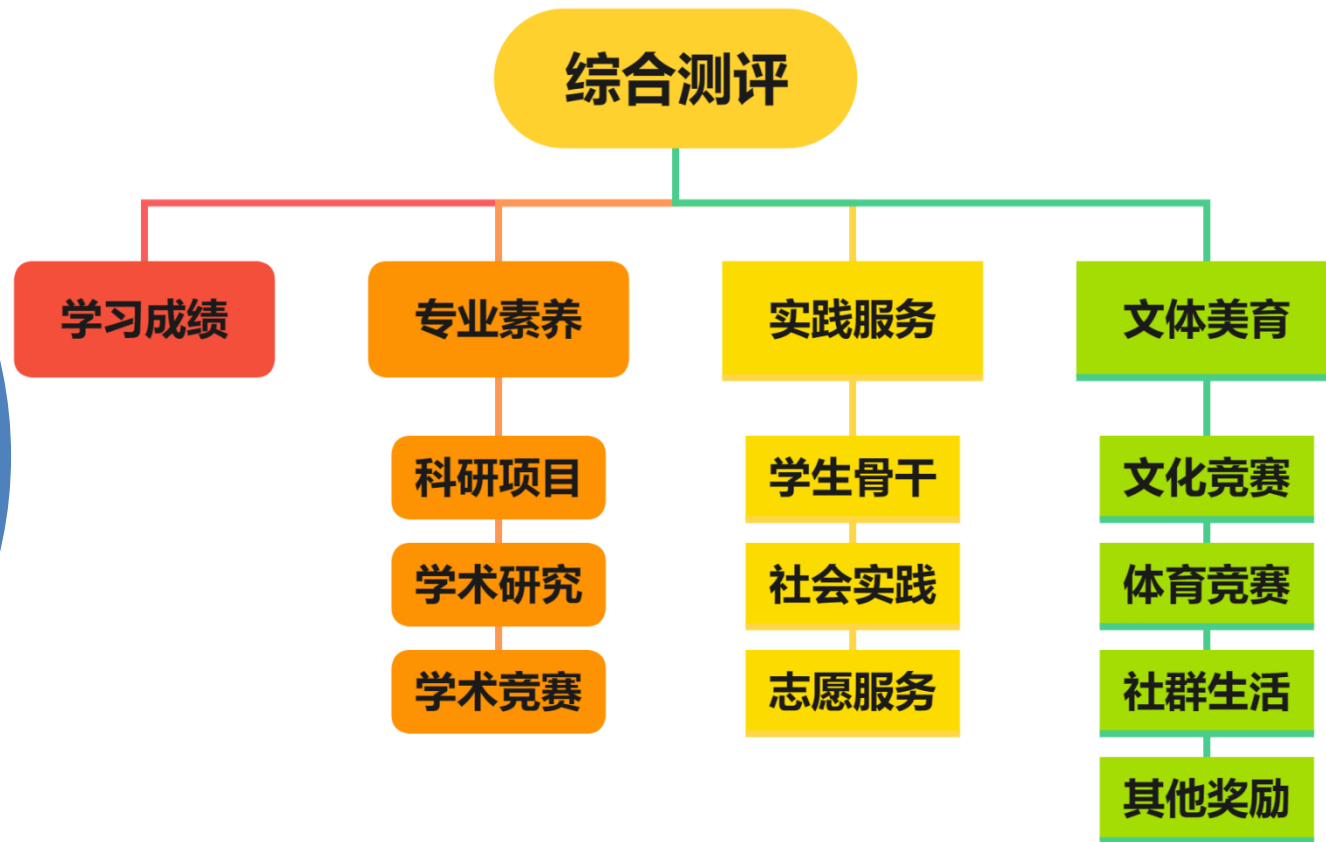 综合测评
学习成绩
专业素养
实践服务
文体美育
科研项目
学生骨干
文化竞赛
学术研究
社会实践
体育竞赛
学术竞赛
志愿服务
社群生活
其他奖励